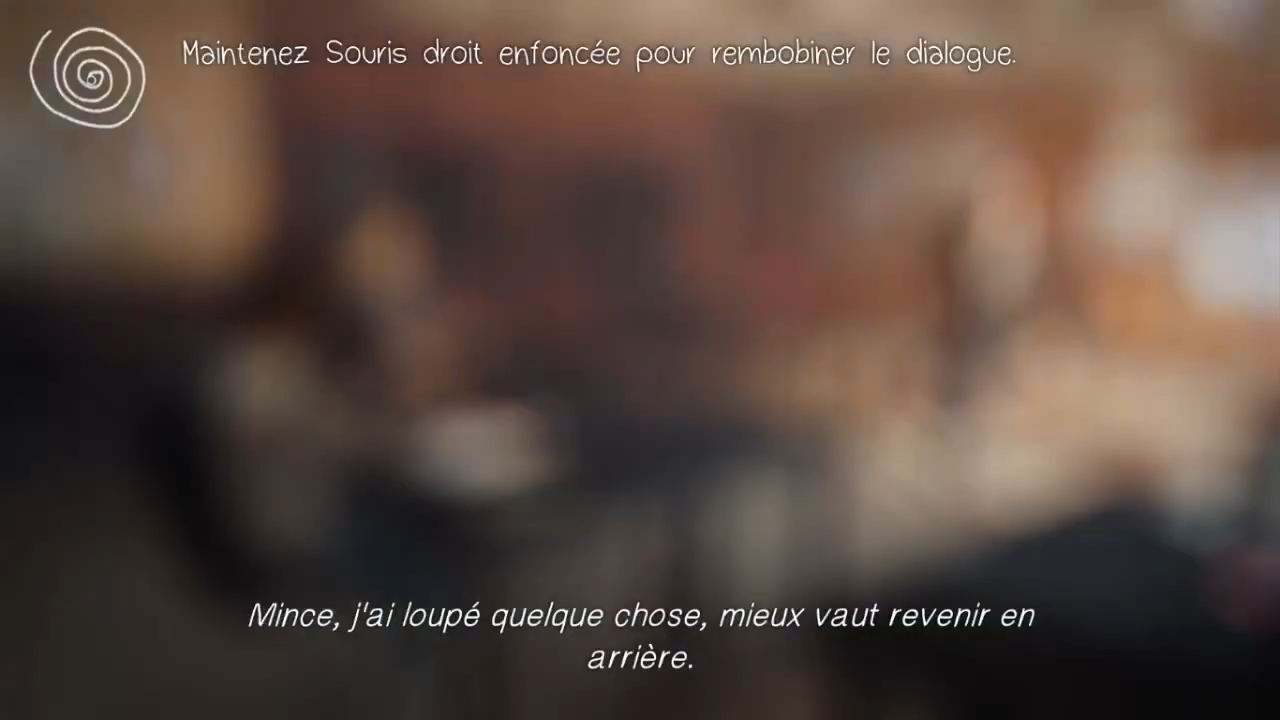 Maintenez Souris droit enfoncée pour rembobiner le dialogue.
Mince, j'ai loupé quelque chose, mieux vaut revenir en
arrière.